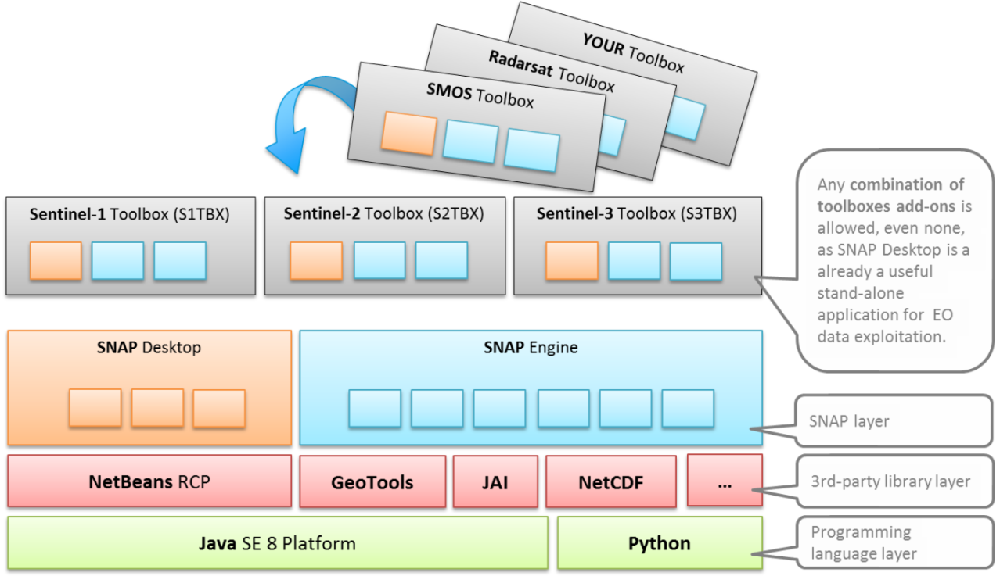 YOUR Toolbox
Radarsat Toolbox
SMOS Toolbox
Sentinel-1 Toolbox (S1TBX)
Sentinel-2 Toolbox (S2TBX)
Sentinel-3 Toolbox (S3TBX)
Any combination of
toolboxes add-ons is
allowed, even none,
as SNAP Desktop is a
already a useful
stand-alone
application for EO
data exploitation.
SNAP Desktop
SNAP Engine
SNAP layer
NetBeans RCP
GeoTools
JAI
NetCDF
...
3rd-party library layer
Java SE 8 Platform
Python
Programming
language layer